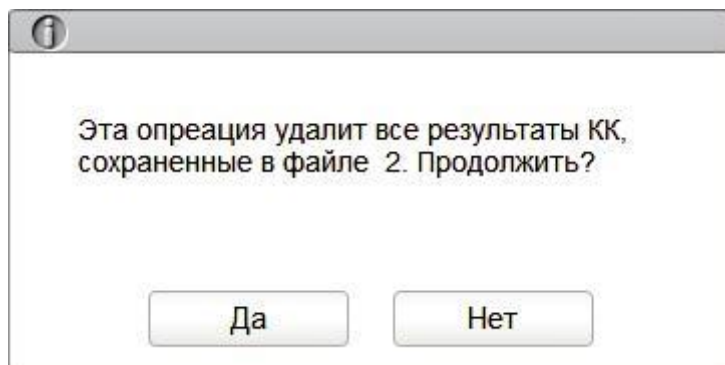 Эта опреация удалит все результаты КК,
сохраненные в файле 2. Продолжить?
Да Нет